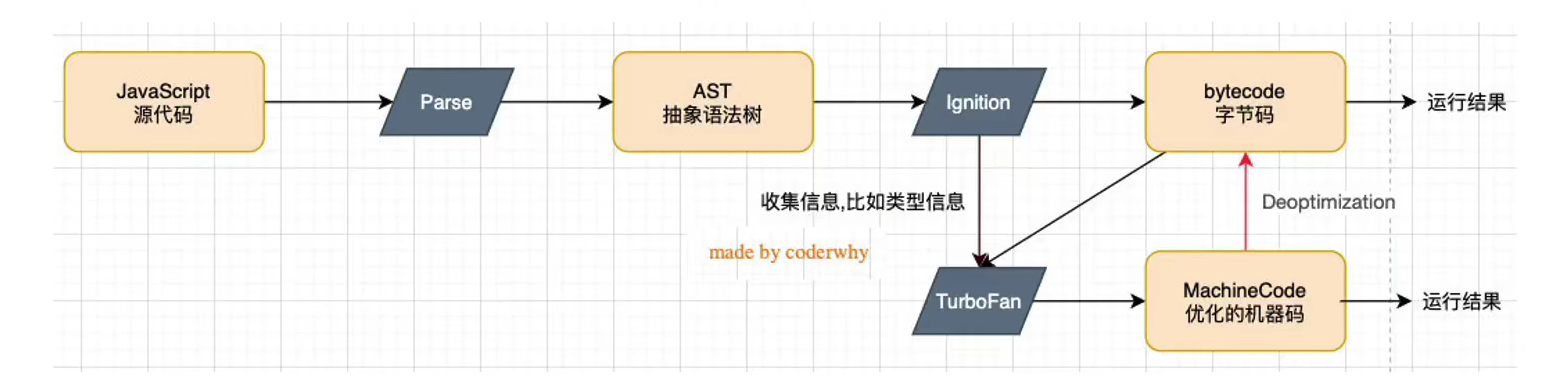 JavaScript
源代码
Parse
AST
抽象语法树
Ignition
bytecode
字节码
运行结果
收集信息,比如类型信息
Deoptimization
made by coderwhy
TurboFan
MachineCode
优化的机器码
运行结果